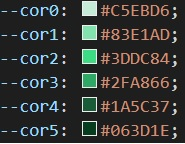 --cor0: #C5EBD6;
--cor1: #83E1AD;
--cor2: #3DDC84;
--cor3: #2FA866;
--cor4: #1A5C37;
--cor5: #063D1E;